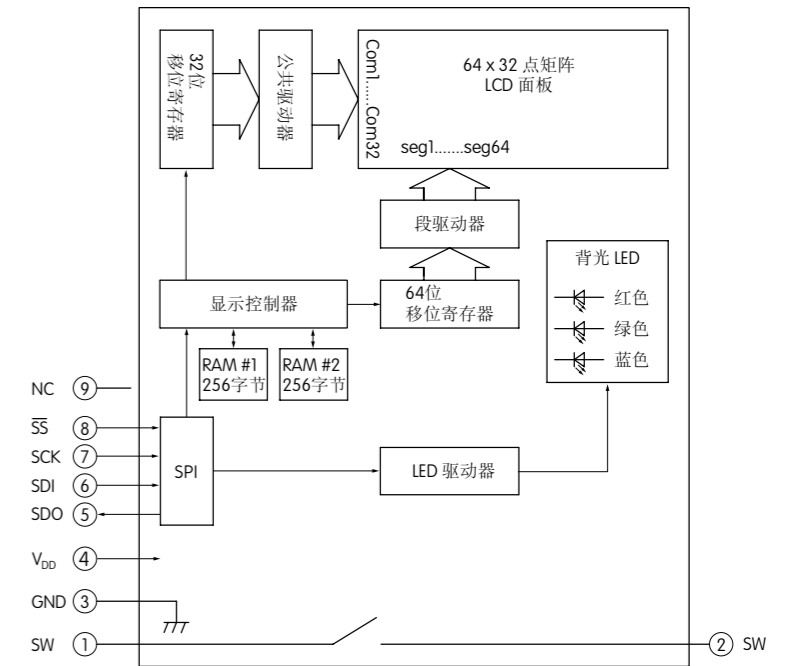 32位
移位寄存器
公共驱动器
Com1.....Com32
64 x 32 点矩阵
LCD 面板
seg1.......seg64
段驱动器
背光 LED
红色
绿色
蓝色
显示控制器
64位
移位寄存器
RAM #1
256字节
RAM #2
256字节
NC 9
SS 8
SCK 7
SDI 6
SDO 5
SPI
LED 驱动器
VDD 4
GND 3
SW 1
2 SW